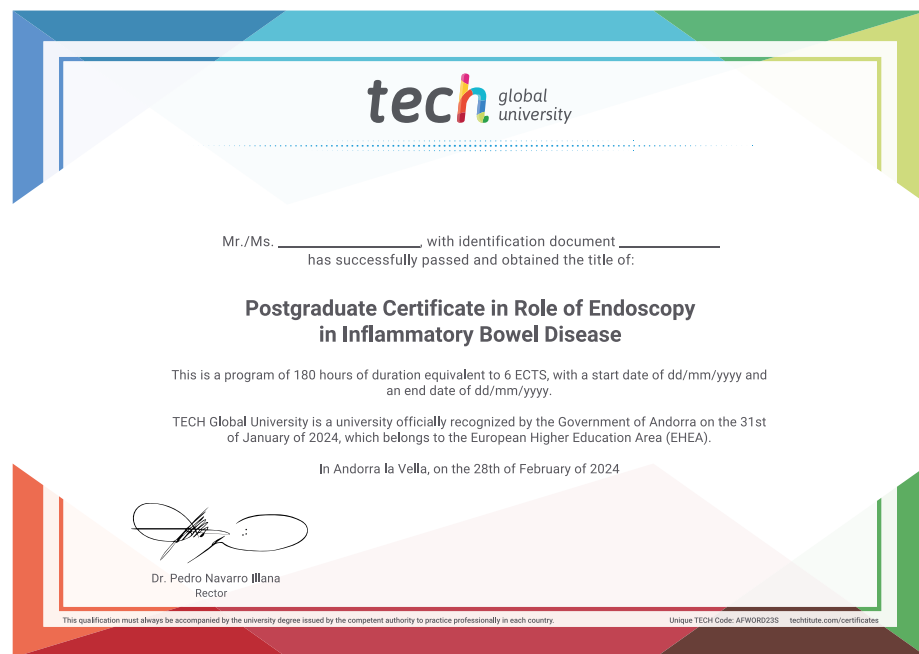 tech global university
Mr./Ms. ____________, with identification document ____________
has successfully passed and obtained the title of:
Postgraduate Certificate in Role of Endoscopy
in Inflammatory Bowel Disease
This is a program of 180 hours of duration equivalent to 6 ECTS, with a start date of dd/mm/yyyy and
an end date of dd/mm/yyyy.
TECH Global University is a university officially recognized by the Government of Andorra on the 31st
of January of 2024, which belongs to the European Higher Education Area (EHEA).
In Andorra la Vella, on the 28th of February of 2024
Dr. Pedro Navarro Illana
Rector
This qualification must always be accompanied by the university degree issued by the competent authority to practice professionally in each country.
Unique TECH Code: AFWORD23S techtitute.com/certificates